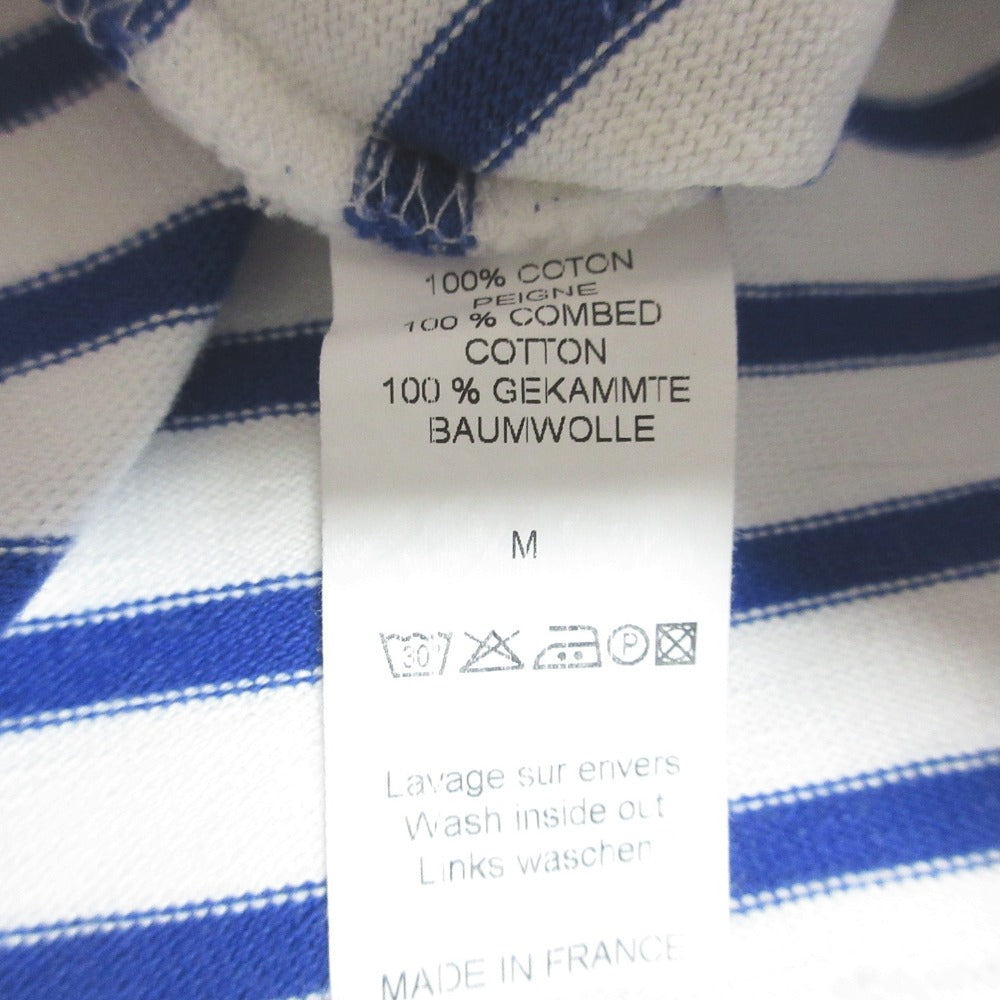 100% COTON
PEIGNE
100 % COMBED
COTTON
100 % GEKAMMTE
BAUMWOLLE
M
30° P
Lavage sur envers
Wash inside out
Links waschen
MADE IN FRANCE